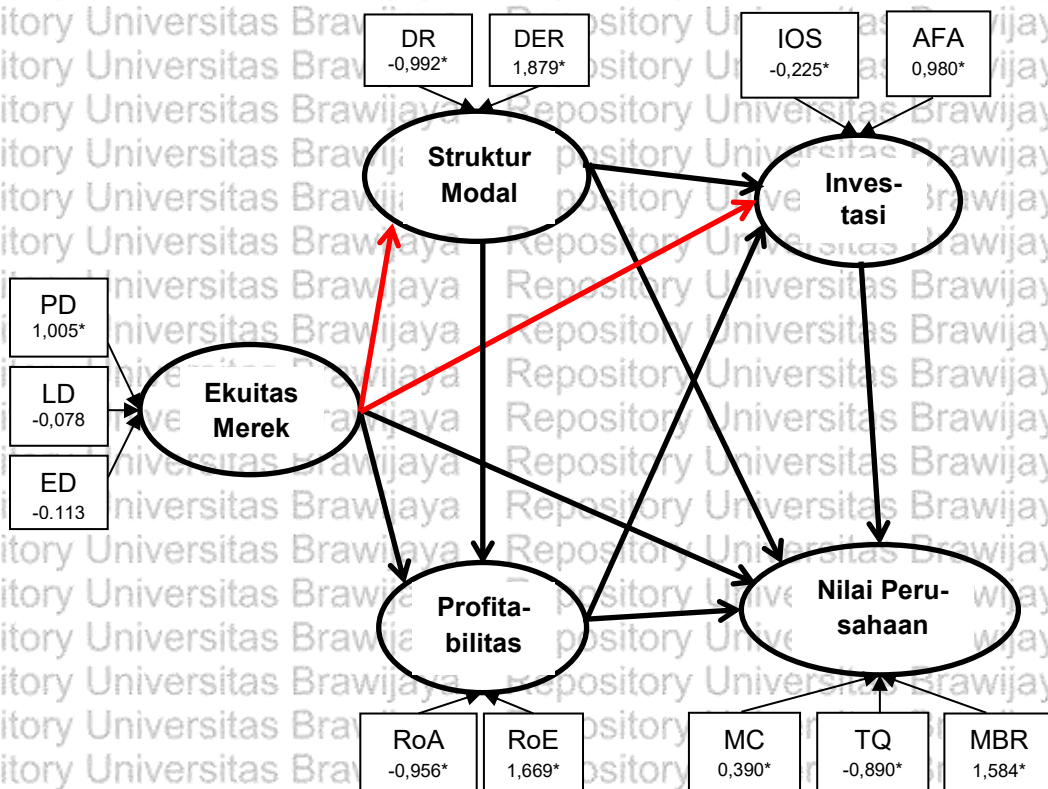 DR
-0,992*
DER
1,879*
IOS
-0,225*
AFA
0,980*
Struktur
Modal
Inves-
tasi
PD
1,005*
LD
-0,078
ED
-0.113
Ekuitas
Merek
Profita-
bilitas
Nilai Peru-
sahaan
RoA
-0,956*
RoE
1,669*
MC
0,390*
TQ
-0,890*
MBR
1,584*
Repository Universitas Brawijaya